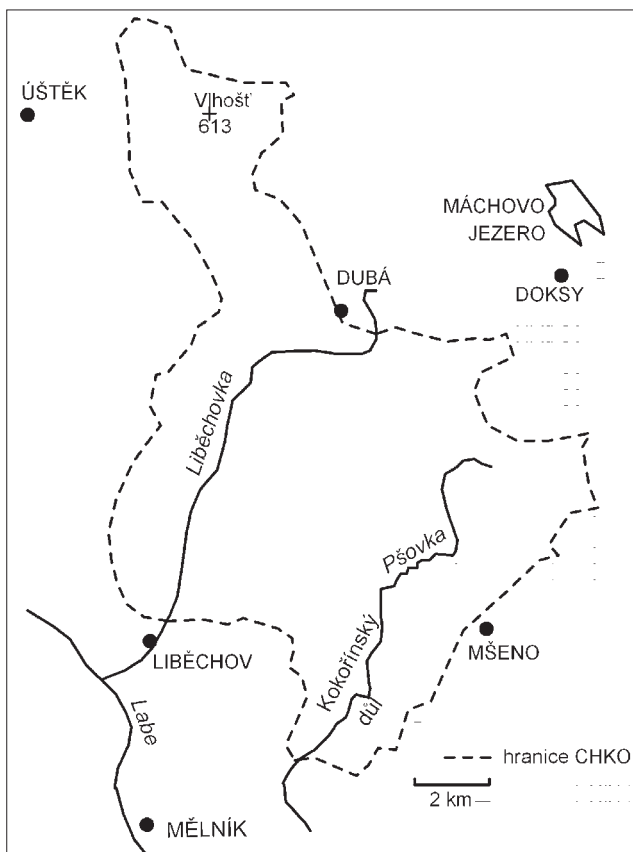 Vlhošť
613
ÚŠTĚK
MÁCHOVO
JEZERO
DUBÁ
DOKSY
Liběchovka
Pšovka
Kokořínský
důl
MŠENO
LIBĚCHOV
Labe
hranice CHKO
2 km
MĚLNÍK